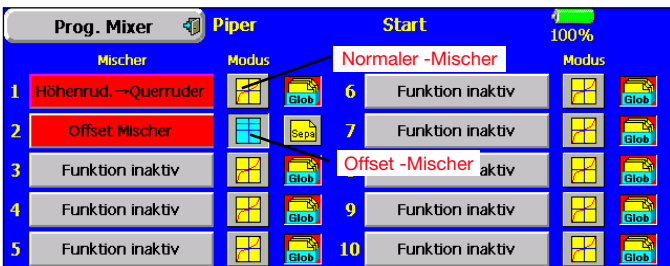 Prog. Mixer Piper Start 100%
Mischer Modus Modus
Normaler -Mischer
1 Höhenrud.→Querruder Glob 6 Funktion inaktiv Glob
2 Offset Mischer Sepa 7 Funktion inaktiv Glob
Offset -Mischer
3 Funktion inaktiv Glob inaktiv Glob
4 Funktion inaktiv Glob 9 Funktion inaktiv Glob
5 Funktion inaktiv Glob 10 Funktion inaktiv Glob